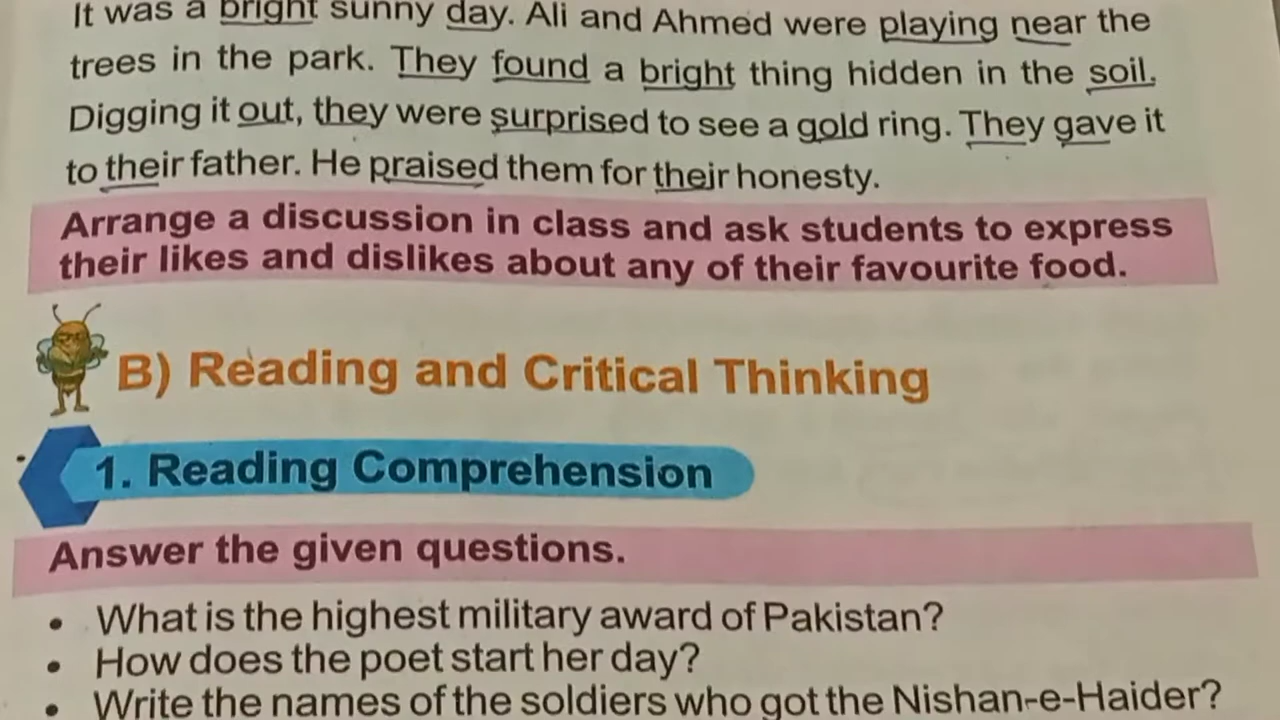 It was a bright sunny day. Ali and Ahmed were playing near the
trees in the park. They found a bright thing hidden in the soil.
Digging it out, they were surprised to see a gold ring. They gave it
to their father. He praised them for their honesty.
Arrange a discussion in class and ask students to express
their likes and dislikes about any of their favourite food.
B) Reading and Critical Thinking
1. Reading Comprehension
Answer the given questions.
• What is the highest military award of Pakistan?
• How does the poet start her day?
• Write the names of the soldiers who got the Nishan-e-Haider?